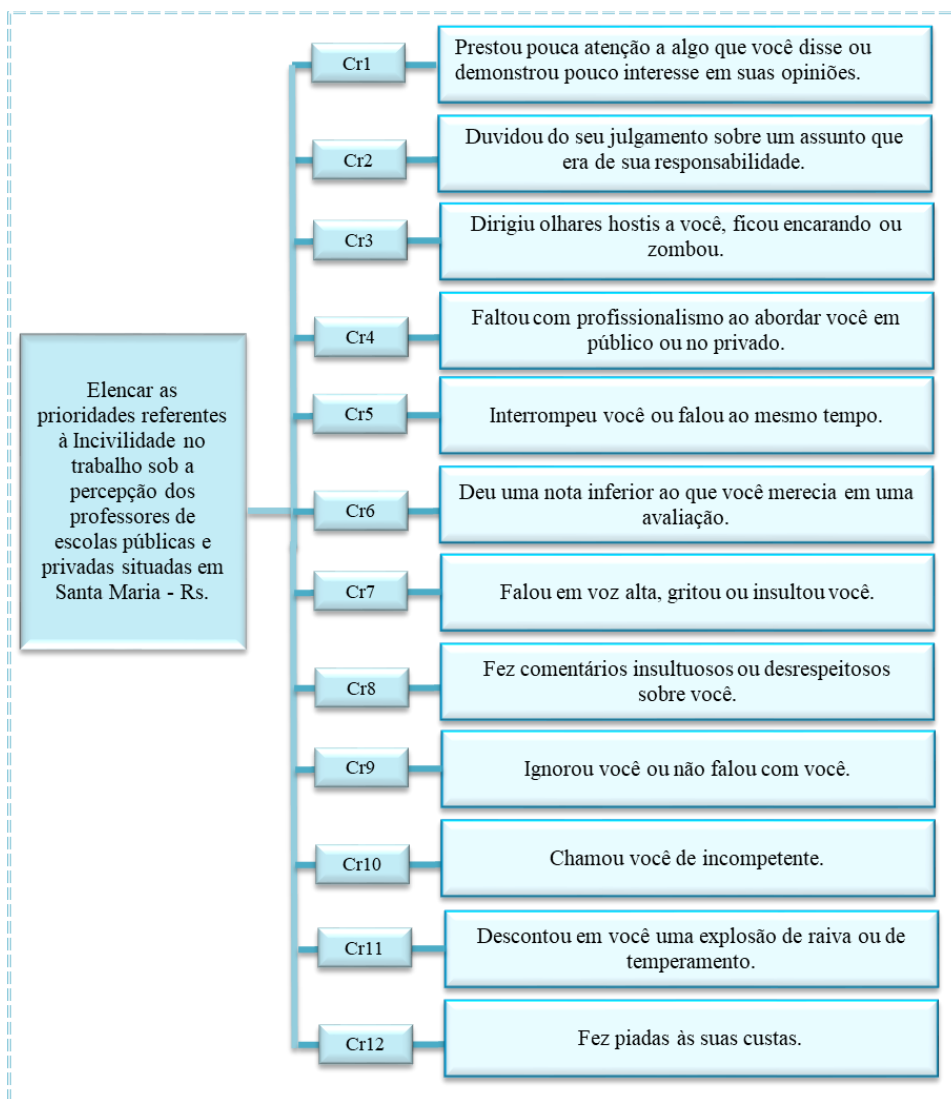 Elencar as
prioridades referentes
à Incivilidade no
trabalho sob a
percepção dos
professores de
escolas públicas e
privadas situadas em
Santa Maria - Rs.
Cr1
Prestou pouca atenção a algo que você disse ou
demonstrou pouco interesse em suas opiniões.
Cr2
Duvidou do seu julgamento sobre um assunto que
era de sua responsabilidade.
Cr3
Dirigiu olhares hostis a você, ficou encarando ou
zombou.
Cr4
Faltou com profissionalismo ao abordar você em
público ou no privado.
Cr5
Interrompeu você ou falou ao mesmo tempo.
Cr6
Deu uma nota inferior ao que você merecia em uma
avaliação.
Cr7
Falou em voz alta, gritou ou insultou você.
Cr8
Fez comentários insultuosos ou desrespeitosos
sobre você.
Cr9
Ignorou você ou não falou com você.
Cr10
Chamou você de incompetente.
Cr11
Descontou em você uma explosão de raiva ou de
temperamento.
Cr12
Fez piadas às suas custas.